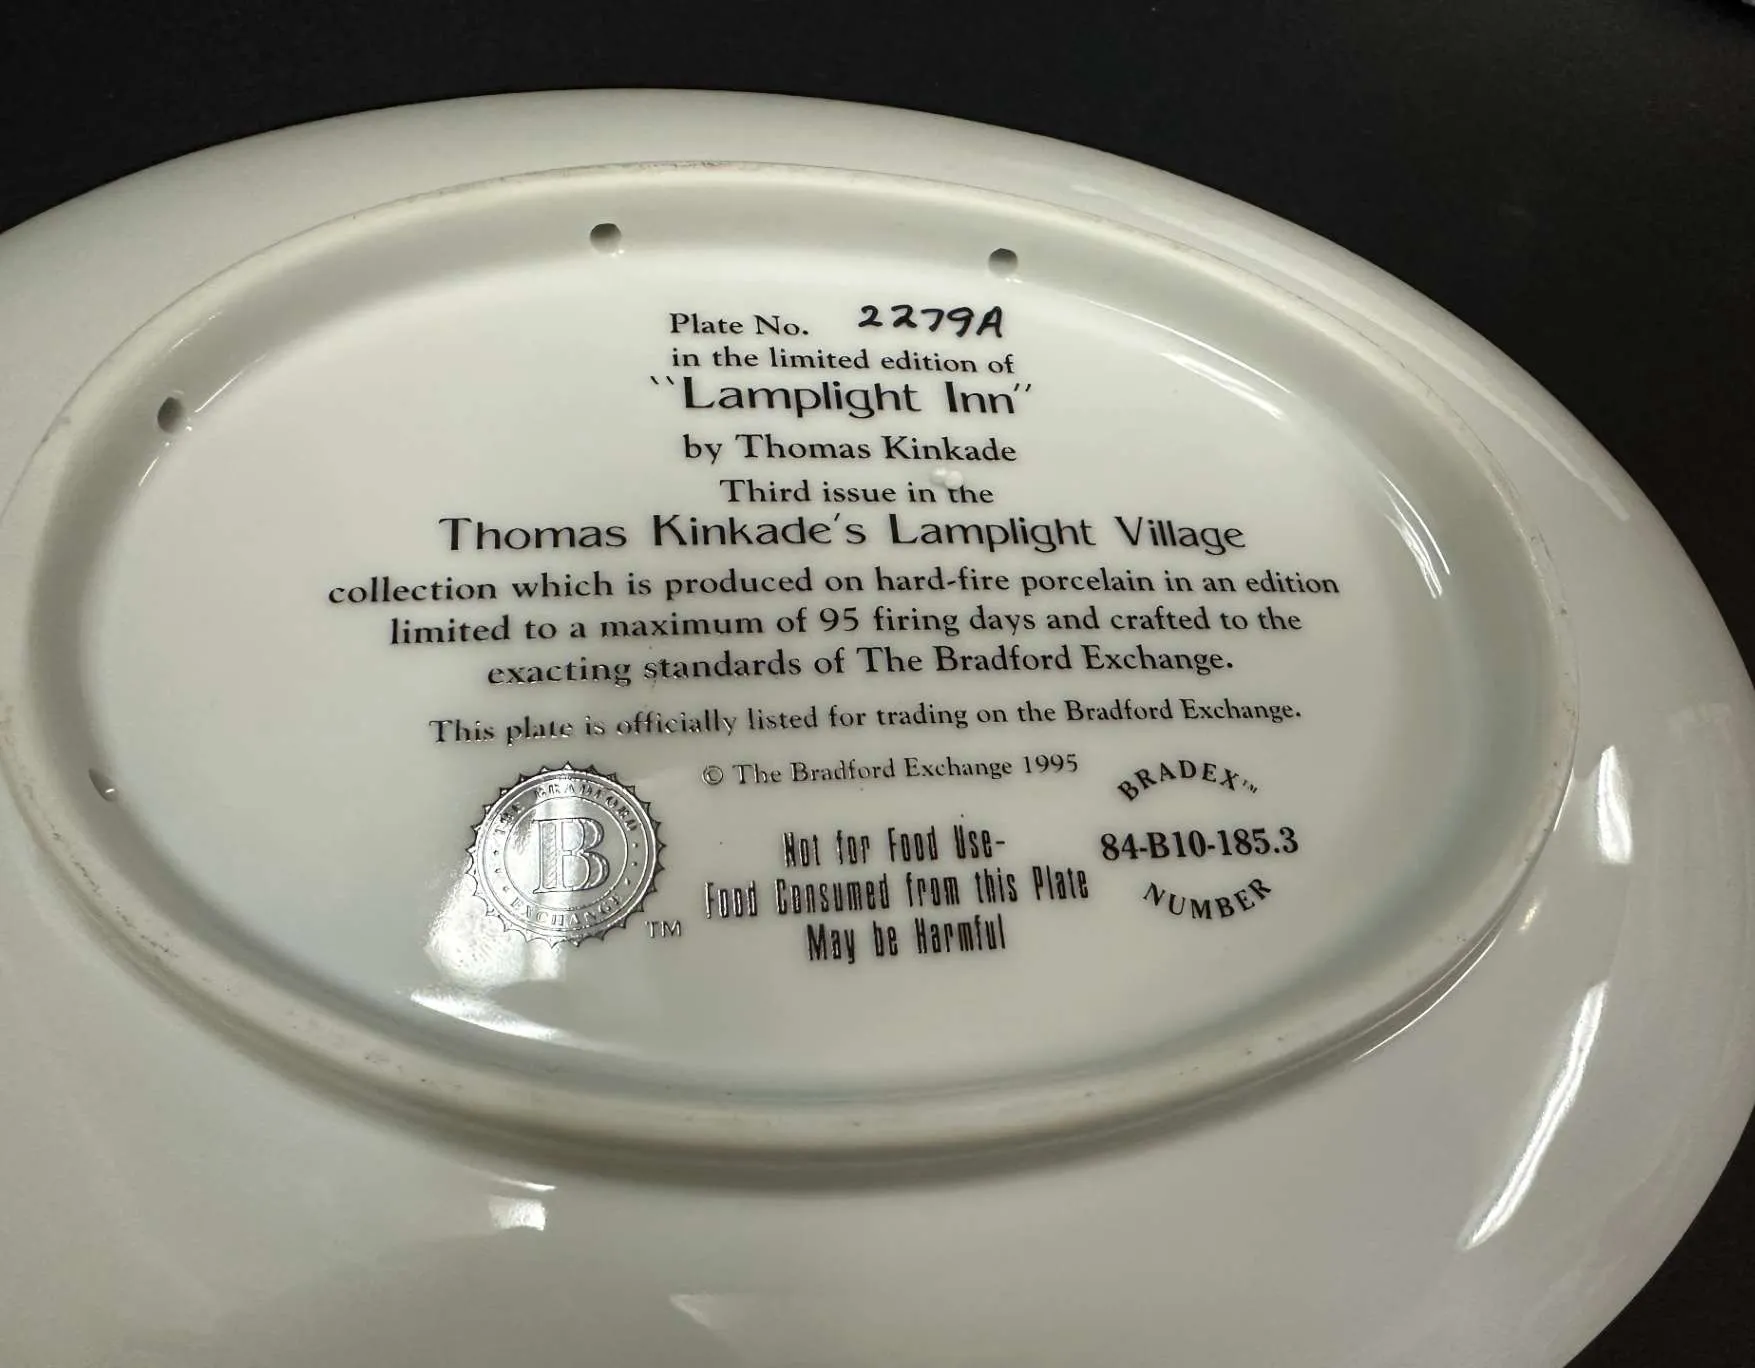 Plate No. 2279A
in the limited edition of
"Lamplight Inn"
by Thomas Kinkade
Third issue in the
Thomas Kinkade's Lamplight Village
collection which is produced on hard-fire porcelain in an edition
limited to a maximum of 95 firing days and crafted to the
exacting standards of The Bradford Exchange.
This plate is officially listed for trading on the Bradford Exchange.
© The Bradford Exchange 1995
THE BRADFORD
B
EXCHANGE
TM
Not for Food Use-
Food Consumed from this Plate
May be Harmful
BRADEX™
84-B10-185.3
NUMBER